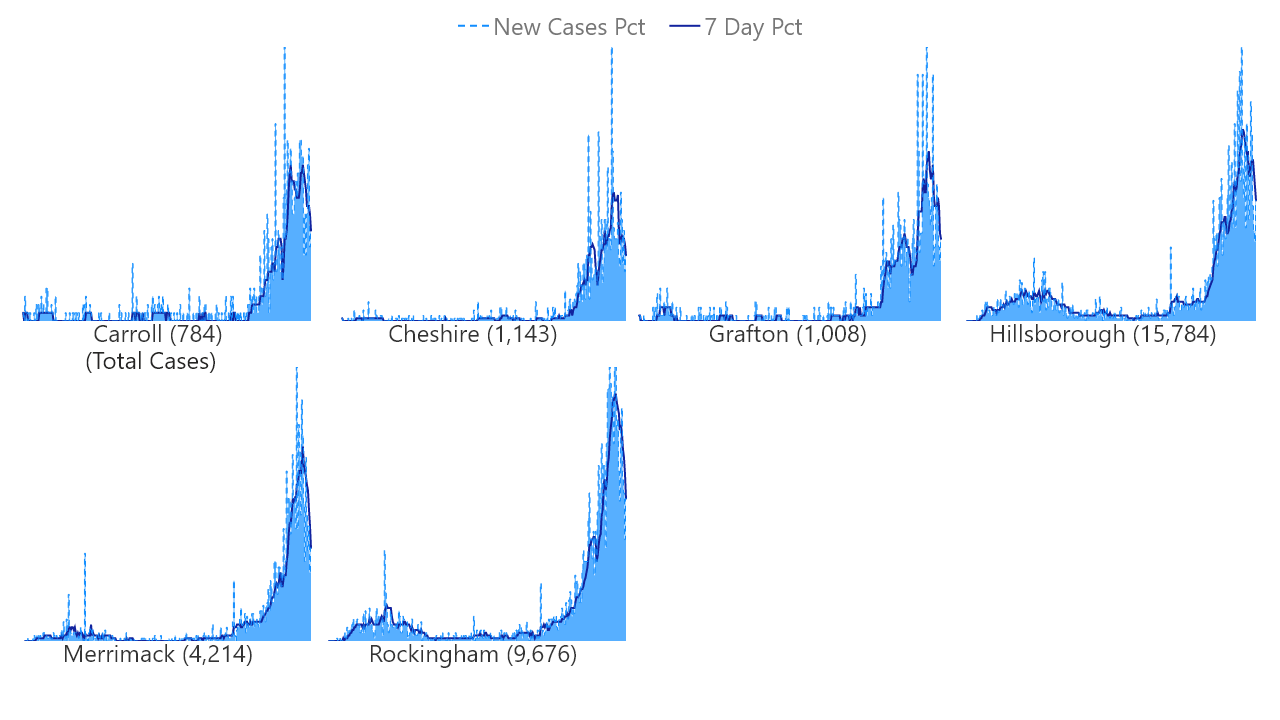 New Cases Pct 7 Day Pct
Carroll (784)
(Total Cases)
Cheshire (1,143)
Grafton (1,008)
Hillsborough (15,784)
Merrimack (4,214)
Rockingham (9,676)